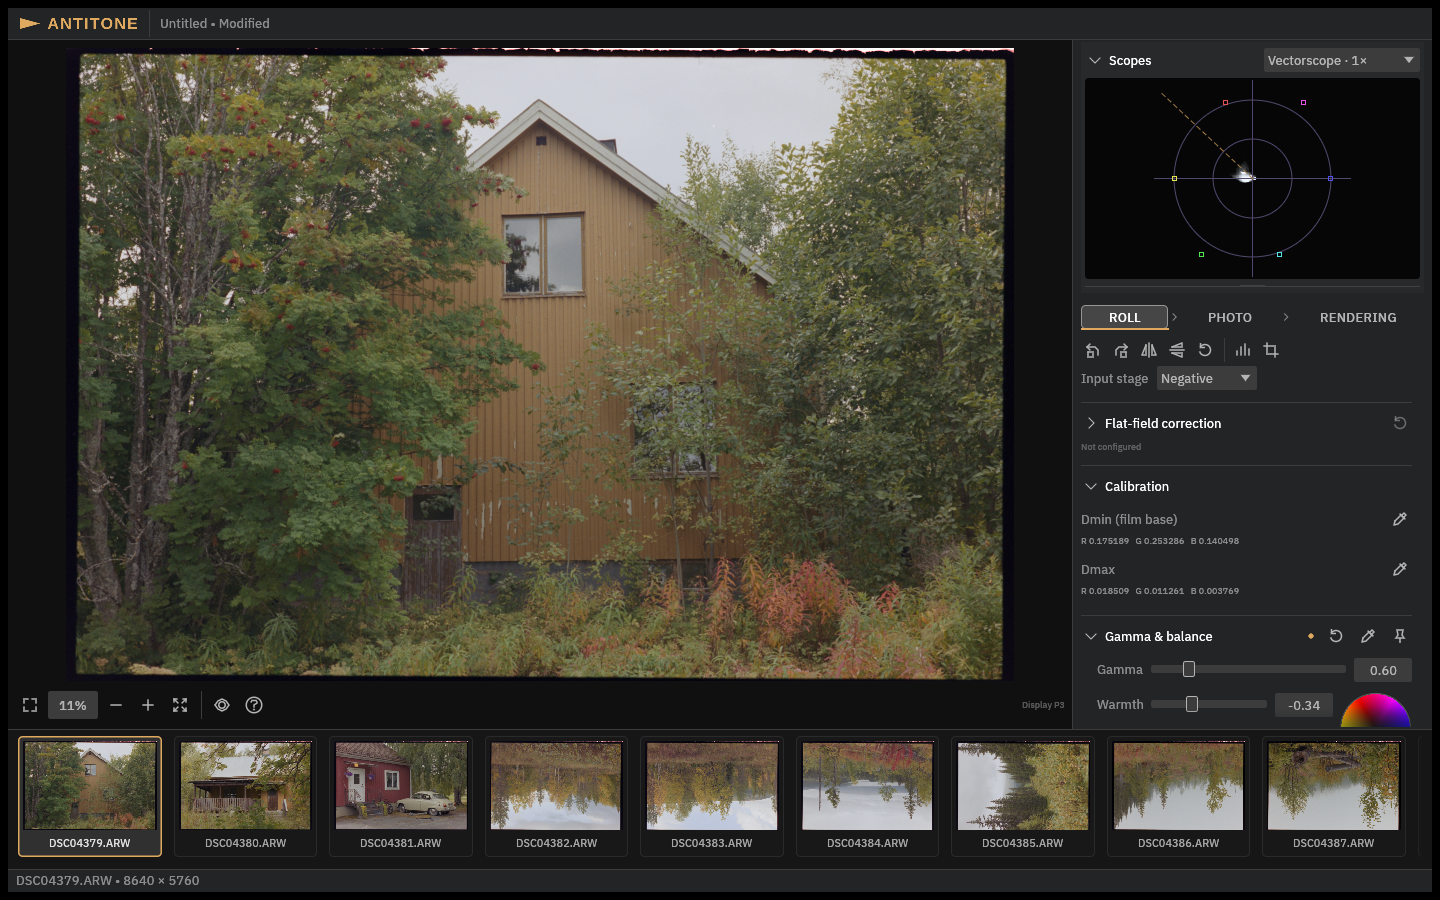 ANTITONE
Untitled • Modified
Scopes
Vectorscope · 1×
ROLL
PHOTO
RENDERING
Input stage
Negative
Flat-field correction
Not configured
Calibration
Dmin (film base)
R 0.175189 G 0.253286 B 0.140498
Dmax
R 0.018509 G 0.011261 B 0.003769
Gamma & balance
Gamma
0.60
Warmth
-0.34
11%
Display P3
DSC04379.ARW
DSC04380.ARW
DSC04381.ARW
DSC04382.ARW
DSC04383.ARW
DSC04384.ARW
DSC04385.ARW
DSC04386.ARW
DSC04387.ARW
DSC04379.ARW • 8640 × 5760